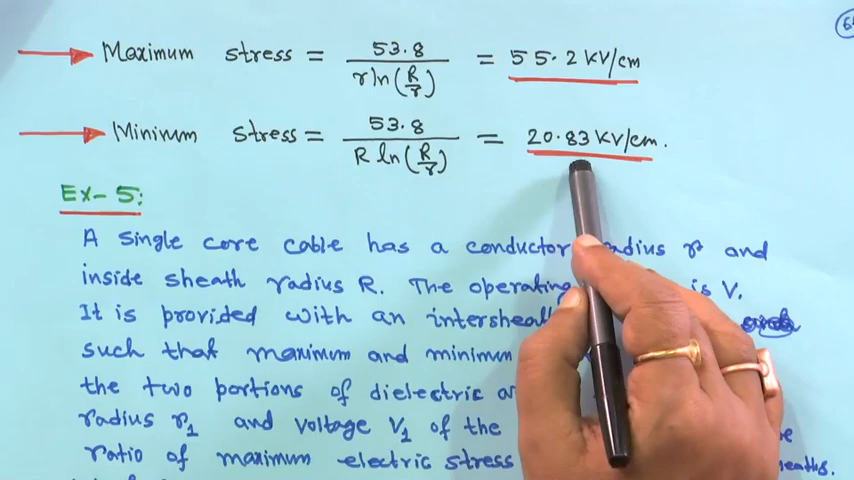 6
Maximum stress = 53.8 / r ln(R/r) = 55.2 KV/cm
Minimum stress = 53.8 / R ln(R/r) = 20.83 KV/cm.
Ex-5:
A single core cable has a conductor radius r and
inside sheath radius R. The operating is V.
It is provided with an
such that maximum and minimum
the two portions of dielectric
radius r1 and voltage V1 of the
ratio of maximum electric stress